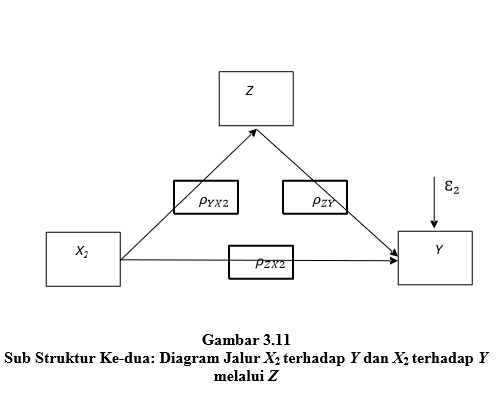 Z
ε₂
ρYX2
ρZY
X₂
Y
ρZX2
Gambar 3.11
Sub Struktur Ke-dua: Diagram Jalur X₂ terhadap Y dan X₂ terhadap Y
melalui Z